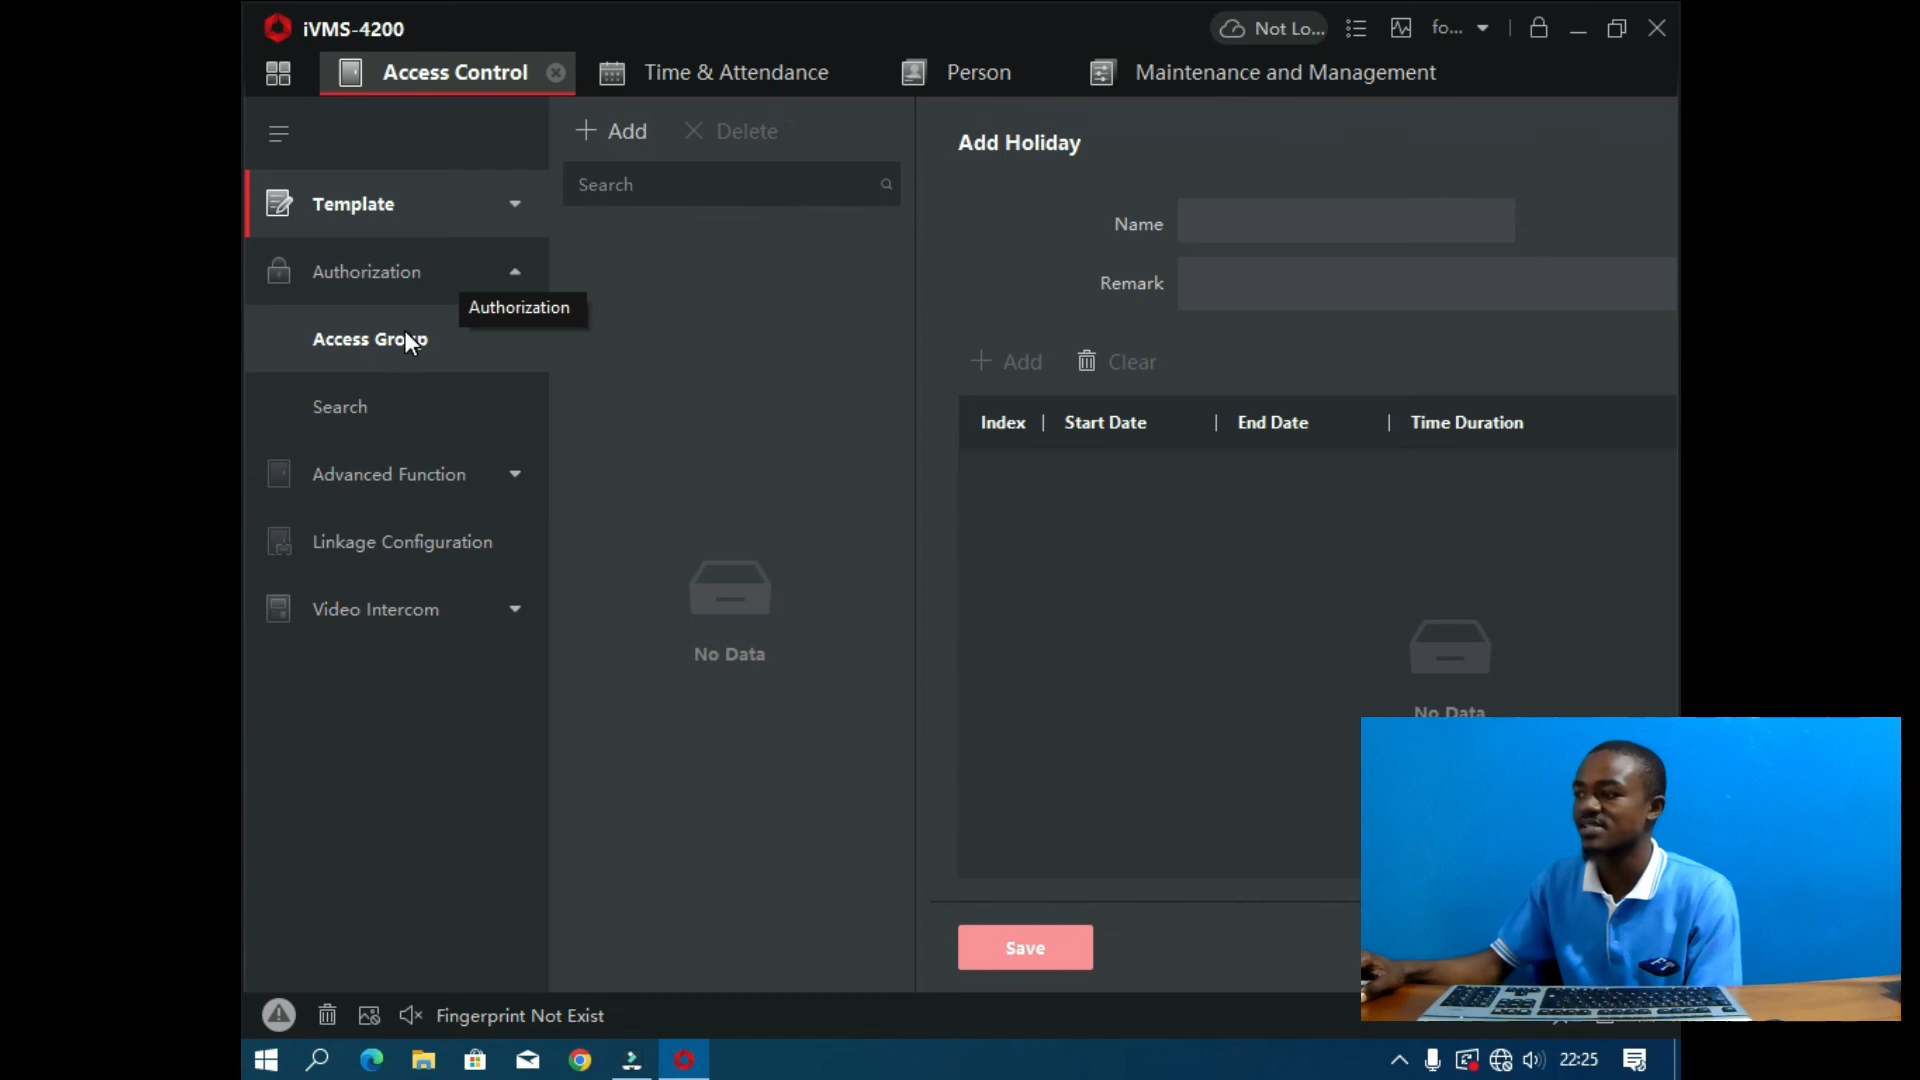 iVMS-4200
Not Lo...
fo...
Access Control
Time & Attendance
Person
Maintenance and Management
Template
Authorization
Authorization
Access Group
Search
Advanced Function
Linkage Configuration
Video Intercom
Add
Delete
Search
No Data
Add Holiday
Name
Remark
Add
Clear
Index | Start Date | End Date | Time Duration
No Data
Save
Fingerprint Not Exist
22:25